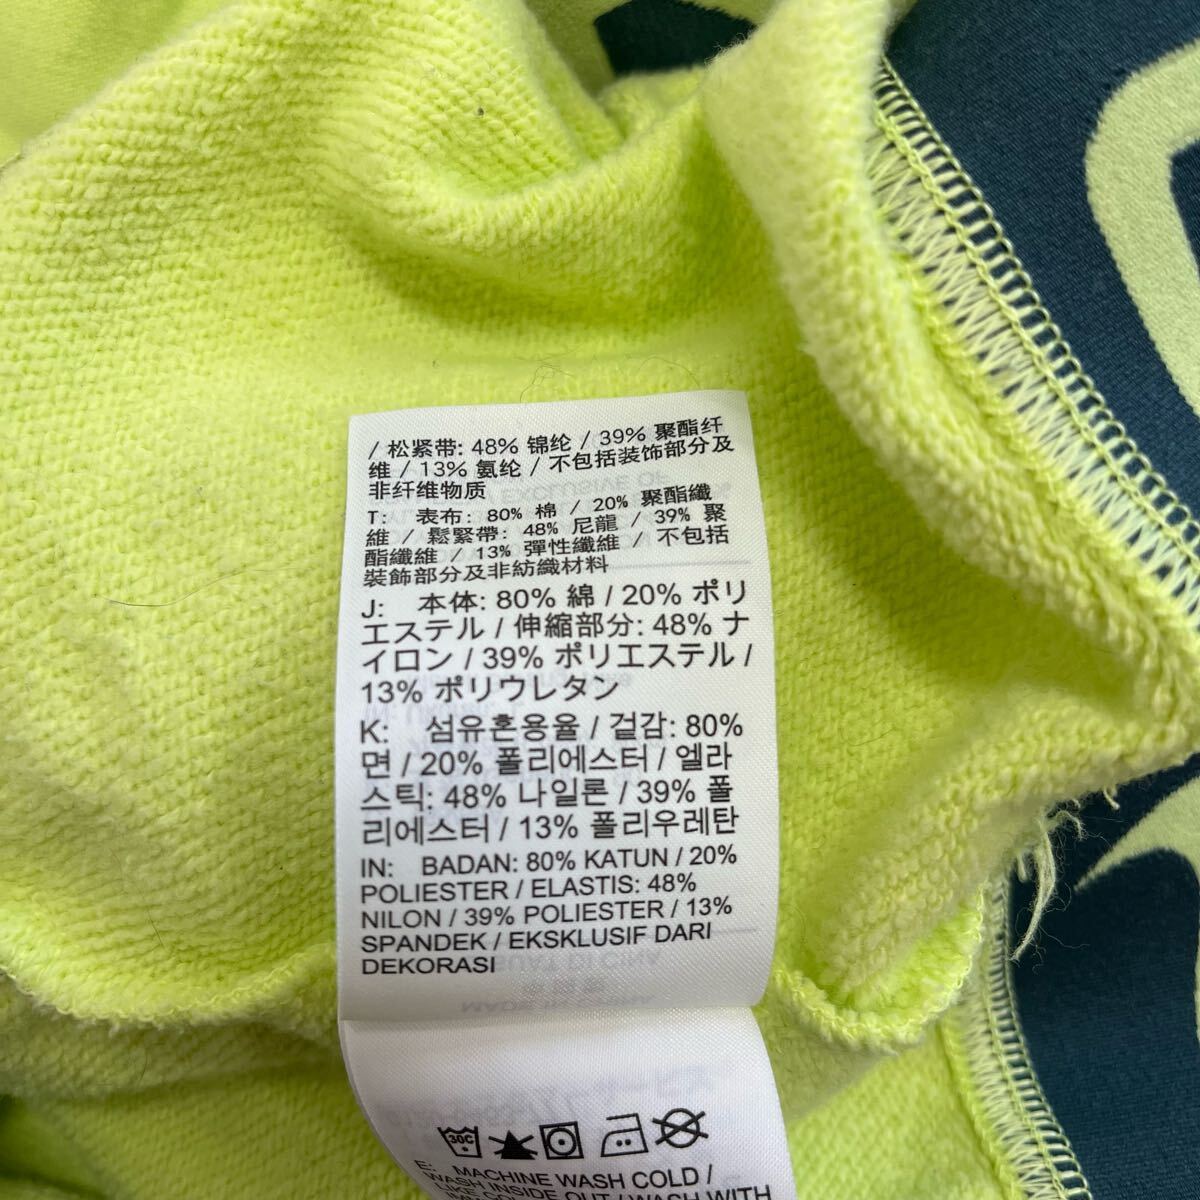 / 松紧带: 48% 锦纶 / 39% 聚酯纤
维 / 13% 氨纶 / 不包括装饰部分及
非纤维物质
T: 表布: 80% 棉 / 20% 聚酯纖
維 / 鬆緊帶: 48% 尼龍 / 39% 聚
酯纖維 / 13% 彈性纖維 / 不包括
裝飾部分及非紡織材料
J: 本体: 80% 綿 / 20% ポリ
エステル / 伸縮部分: 48% ナ
イロン / 39% ポリエステル /
13% ポリウレタン
K: 섬유혼용율 / 겉감: 80%
면 / 20% 폴리에스터 / 엘라
스틱: 48% 나일론 / 39% 폴
리에스터 / 13% 폴리우레탄
IN: BADAN: 80% KATUN / 20%
POLIESTER / ELASTIS: 48%
NILON / 39% POLIESTER / 13%
SPANDEK / EKSKLUSIF DARI
DEKORASI
30C
E: MACHINE WASH COLD /
WASH INSIDE OUT / WASH WITH